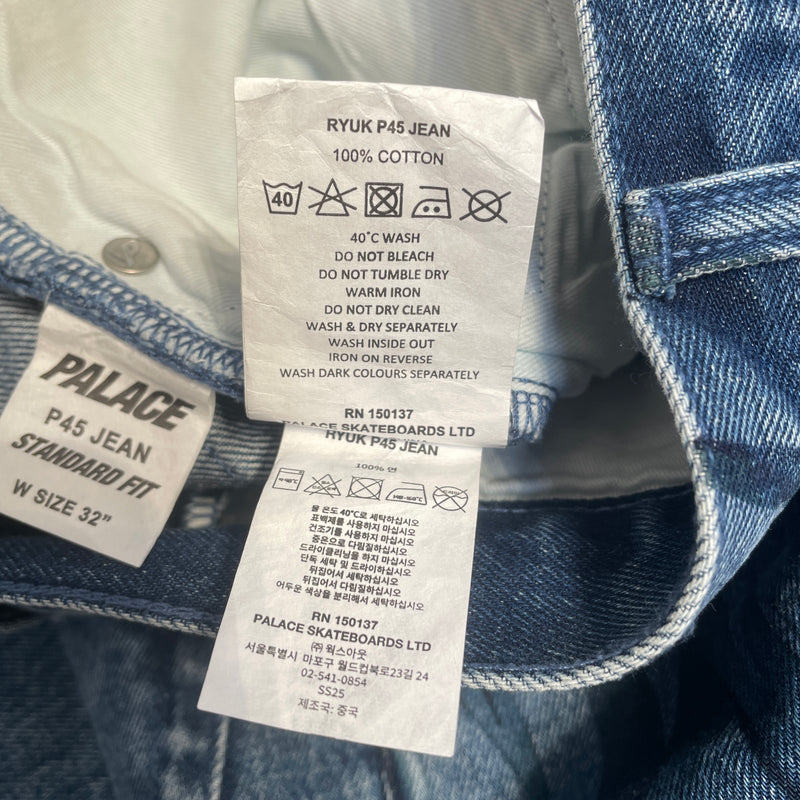 RYUK P45 JEAN
100% COTTON
40
40°C WASH
DO NOT BLEACH
DO NOT TUMBLE DRY
WARM IRON
DO NOT DRY CLEAN
WASH & DRY SEPARATELY
WASH INSIDE OUT
IRON ON REVERSE
WASH DARK COLOURS SEPARATELY
RN 150137
PALACE SKATEBOARDS LTD
PALACE
P45 JEAN
STANDARD FIT
W SIZE 32"
RYUK P45 JEAN
100% 면
물 온도 40°C로 세탁하십시오
표백제를 사용하지 마십시오
건조기를 사용하지 마십시오
중온으로 다림질하십시오
드라이클리닝을 하지 마십시오
단독 세탁 및 드라이하십시오
뒤집어서 세탁하십시오
뒤집어서 다림질하십시오
어두운 색상을 분리해서 세탁하십시오
RN 150137
PALACE SKATEBOARDS LTD
㈜ 웍스아웃
서울특별시 마포구 월드컵북로23길 24
02-541-0854
SS25
제조국: 중국